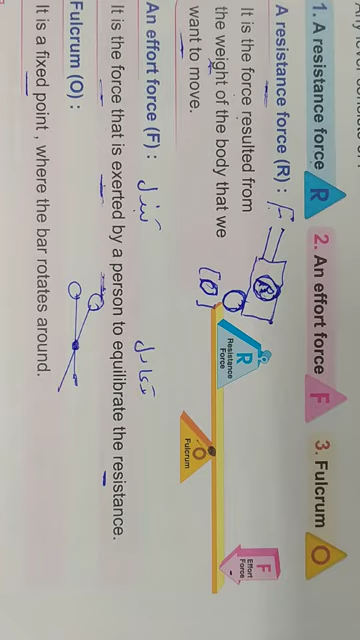 1. A resistance force R 2. An effort force F 3. Fulcrum O
A resistance force (R) : F
It is the force resulted from
the weight of the body that we
want to move.
R
[O]
R
Resistance
Force
O
Fulcrum
F
Effort
Force
An effort force (F) : تبذل تعادل
It is the force that is exerted by a person to equilibrate the resistance.
Fulcrum (O) :
It is a fixed point , where the bar rotates around.